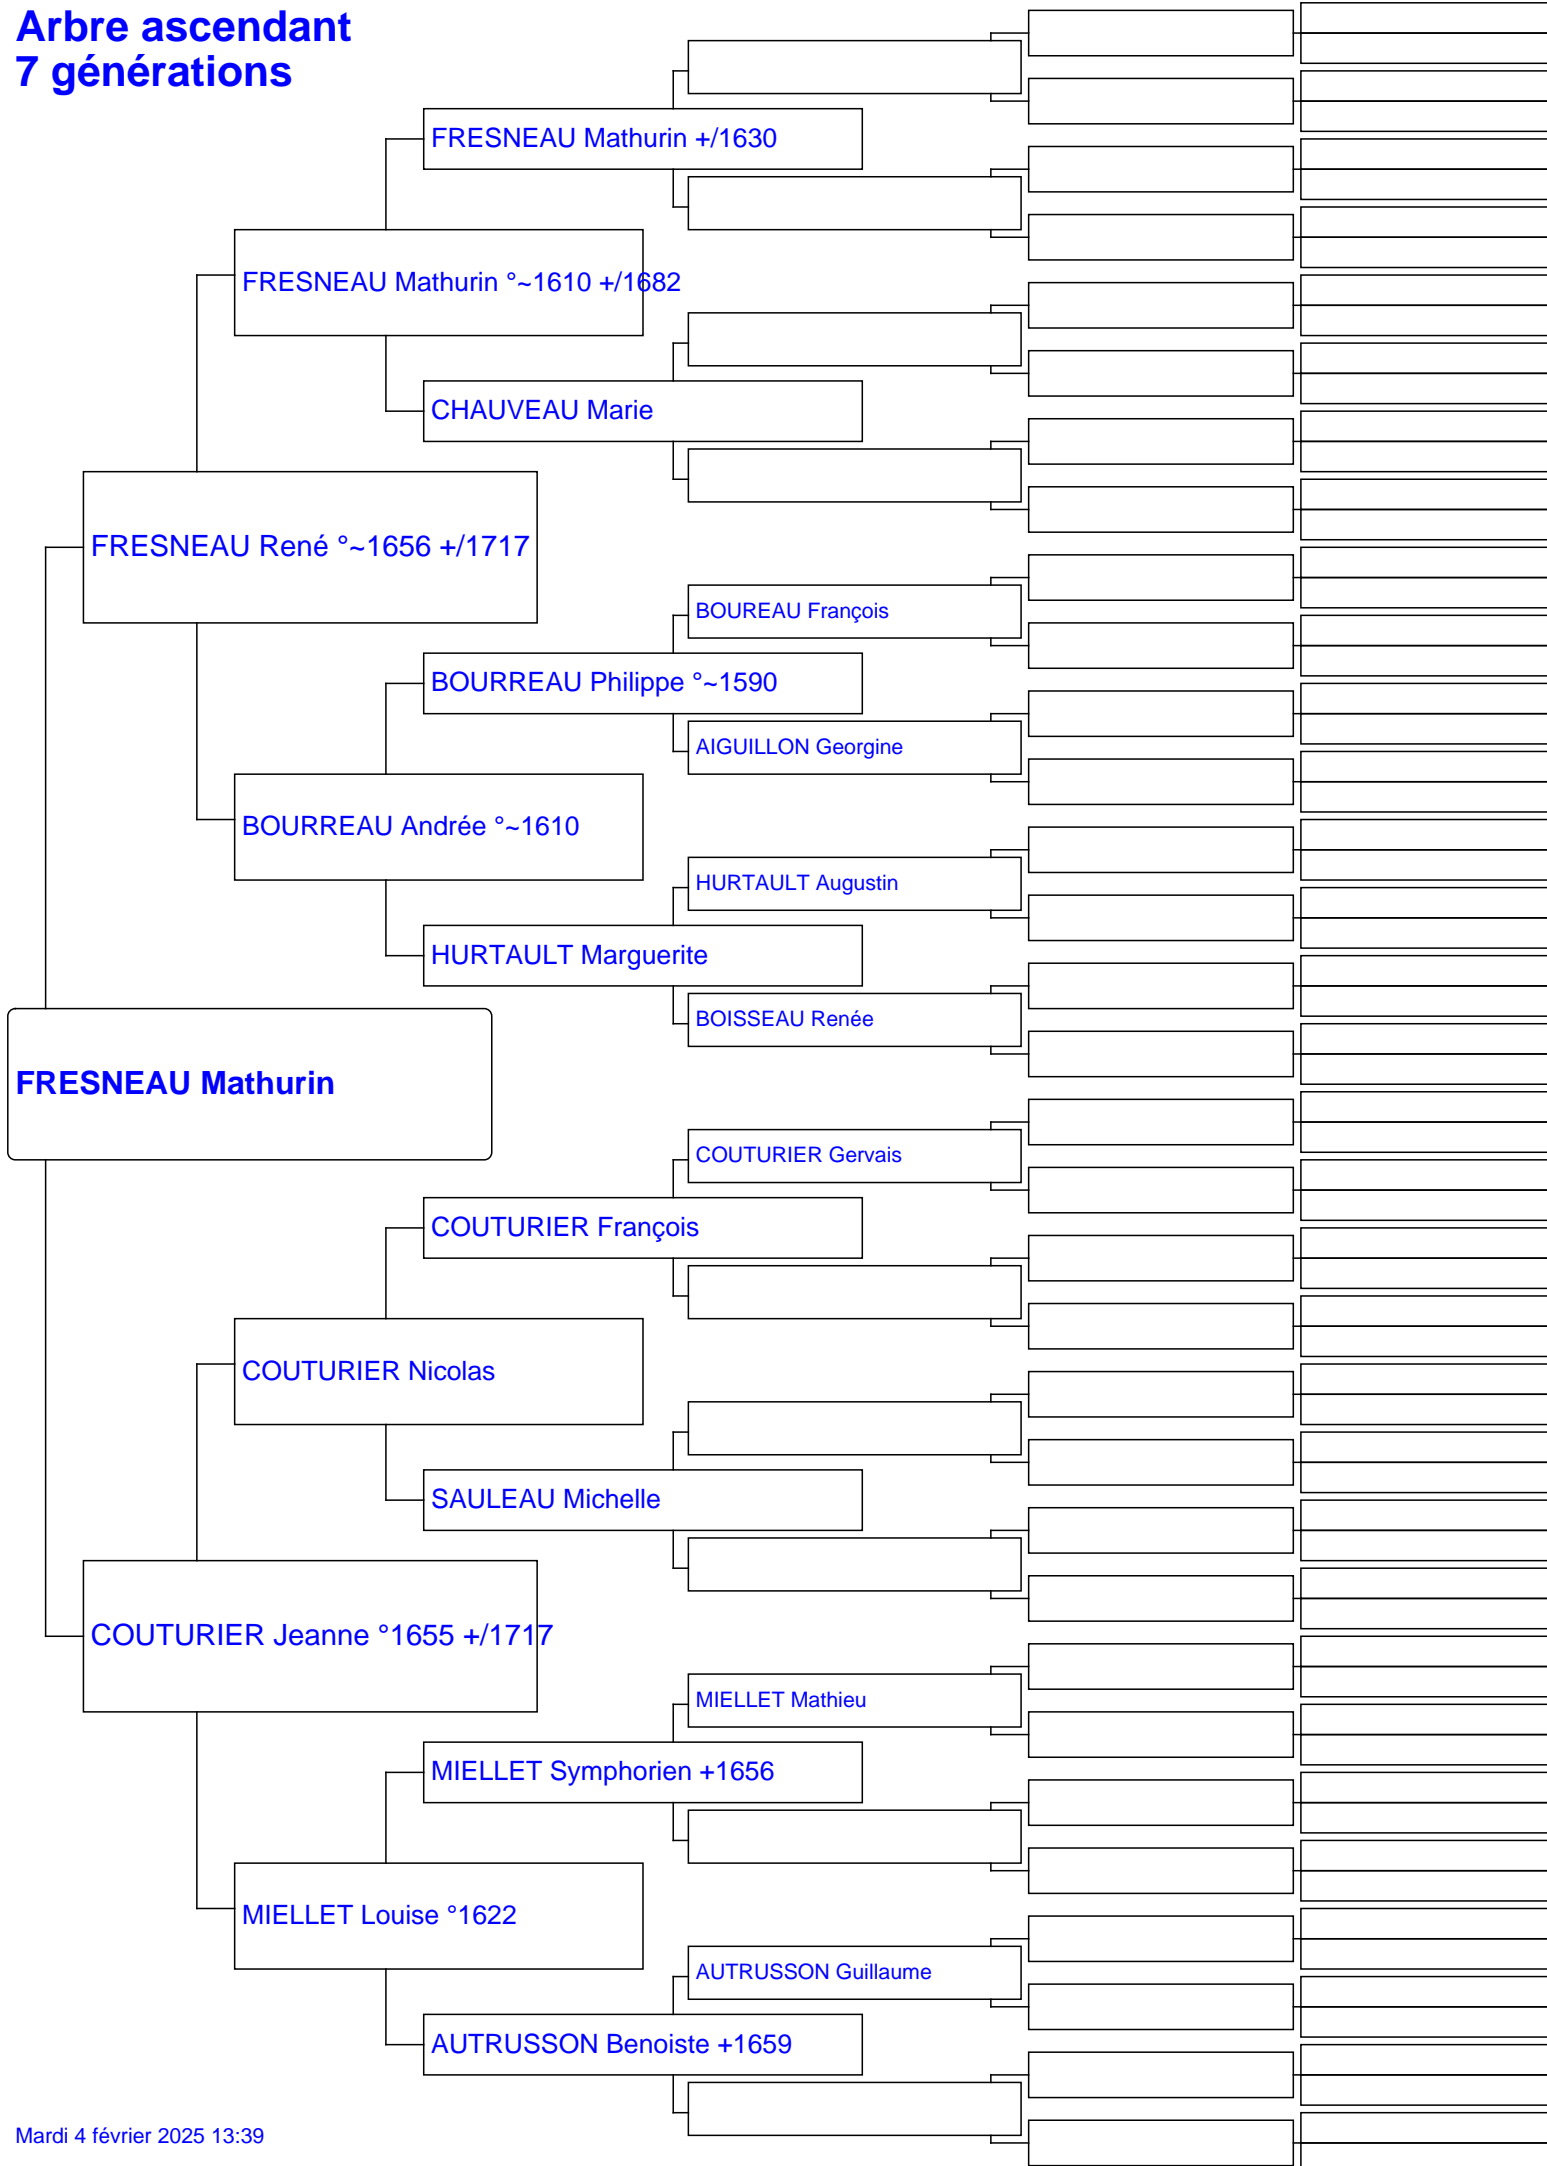 Arbre ascendant
7 générations
FRESNEAU Mathurin +/1630
FRESNEAU Mathurin °~1610 +/1682
CHAUVEAU Marie
FRESNEAU René °~1656 +/1717
BOUREAU François
BOURREAU Philippe °~1590
AIGUILLON Georgine
BOURREAU Andrée °~1610
HURTAULT Augustin
HURTAULT Marguerite
BOISSEAU Renée
FRESNEAU Mathurin
COUTURIER Gervais
COUTURIER François
COUTURIER Nicolas
SAULEAU Michelle
COUTURIER Jeanne °1655 +/1717
MIELLET Mathieu
MIELLET Symphorien +1656
MIELLET Louise °1622
AUTRUSSON Guillaume
AUTRUSSON Benoiste +1659
Mardi 4 février 2025 13:39